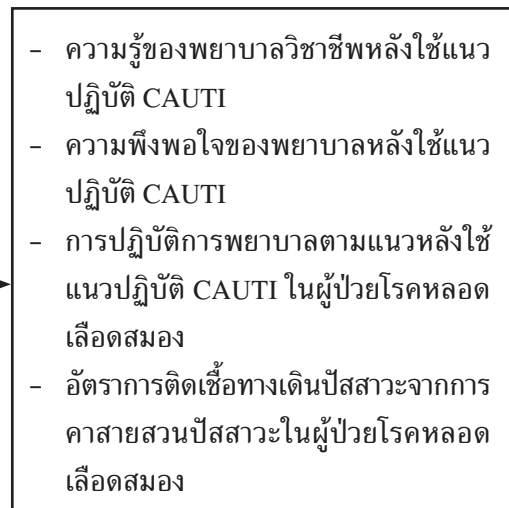 - ความรู้ของพยาบาลวิชาชีพหลังใช้แนว
ปฏิบัติ CAUTI
- ความพึงพอใจของพยาบาลหลังใช้แนว
ปฏิบัติ CAUTI
- การปฏิบัติการพยาบาลตามแนวหลังใช้
แนวปฏิบัติ CAUTI ในผู้ป่วยโรคหลอด
เลือดสมอง
- อัตราการติดเชื้อทางเดินปัสสาวะจากการ
คาสายสวนปัสสาวะในผู้ป่วยโรคหลอด
เลือดสมอง